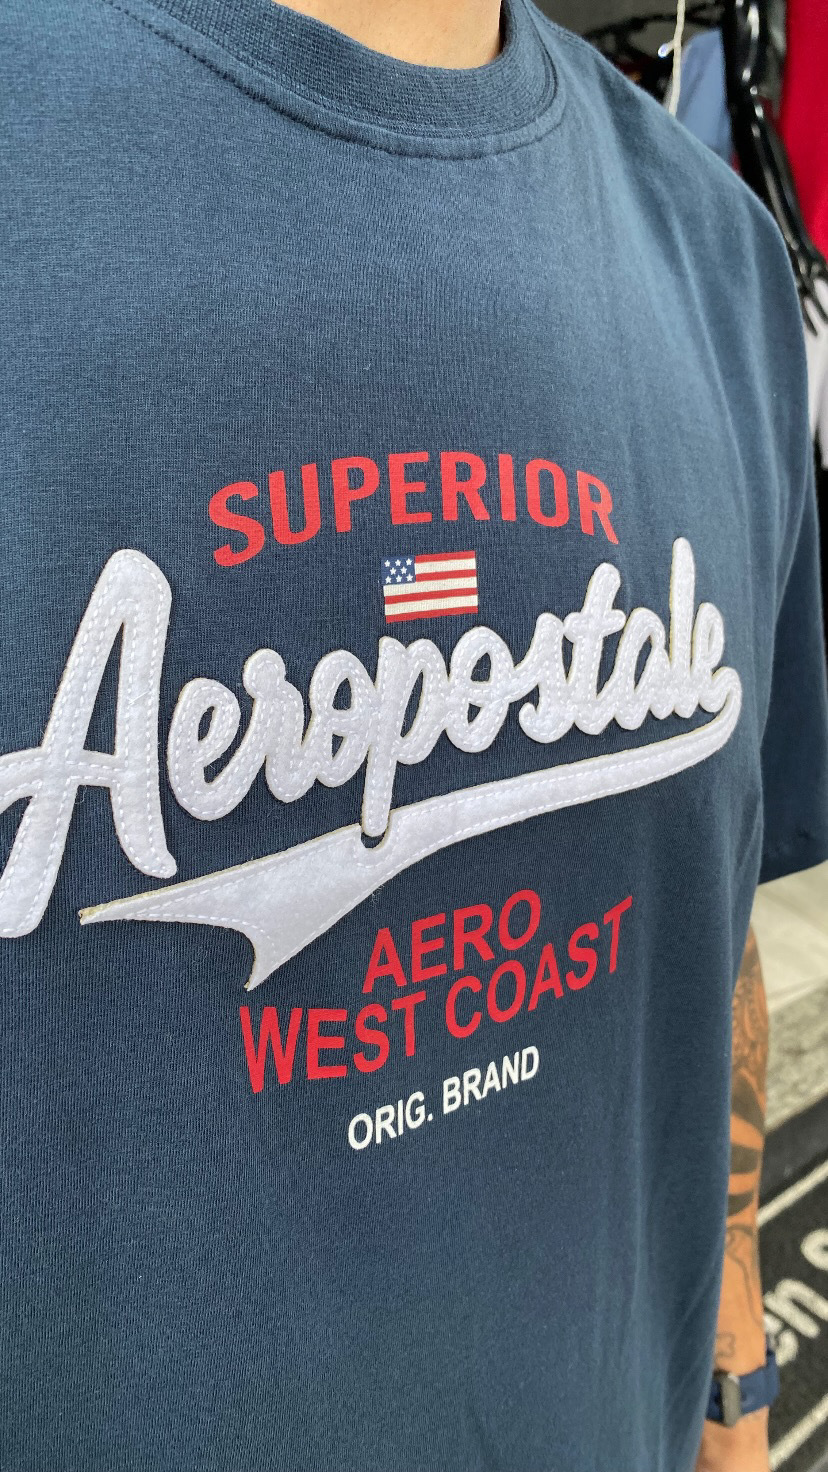 SUPERIOR
Aeropostale
AERO
WEST COAST
ORIG. BRAND